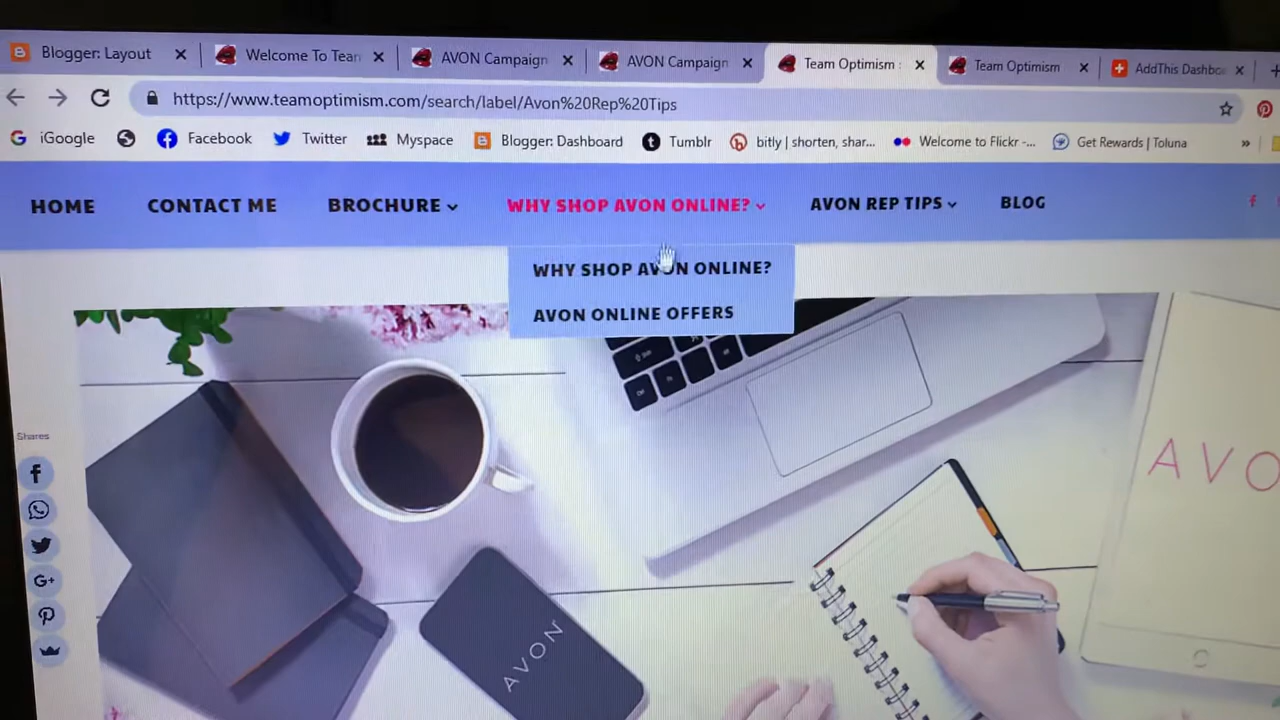 Blogger: Layout
Welcome To Tean
AVON Campaign
AVON Campaign
Team Optimism :
Team Optimism
AddThis Dashbo
https://www.teamoptimism.com/search/label/Avon%20Rep%20Tips
iGoogle
Facebook
Twitter
Myspace
Blogger: Dashboard
Tumblr
bitly | shorten, shar...
Welcome to Flickr -...
Get Rewards | Toluna
HOME
CONTACT ME
BROCHURE
WHY SHOP AVON ONLINE?
AVON REP TIPS
BLOG
WHY SHOP AVON ONLINE?
AVON ONLINE OFFERS
Shares
G+
AVON
AVO